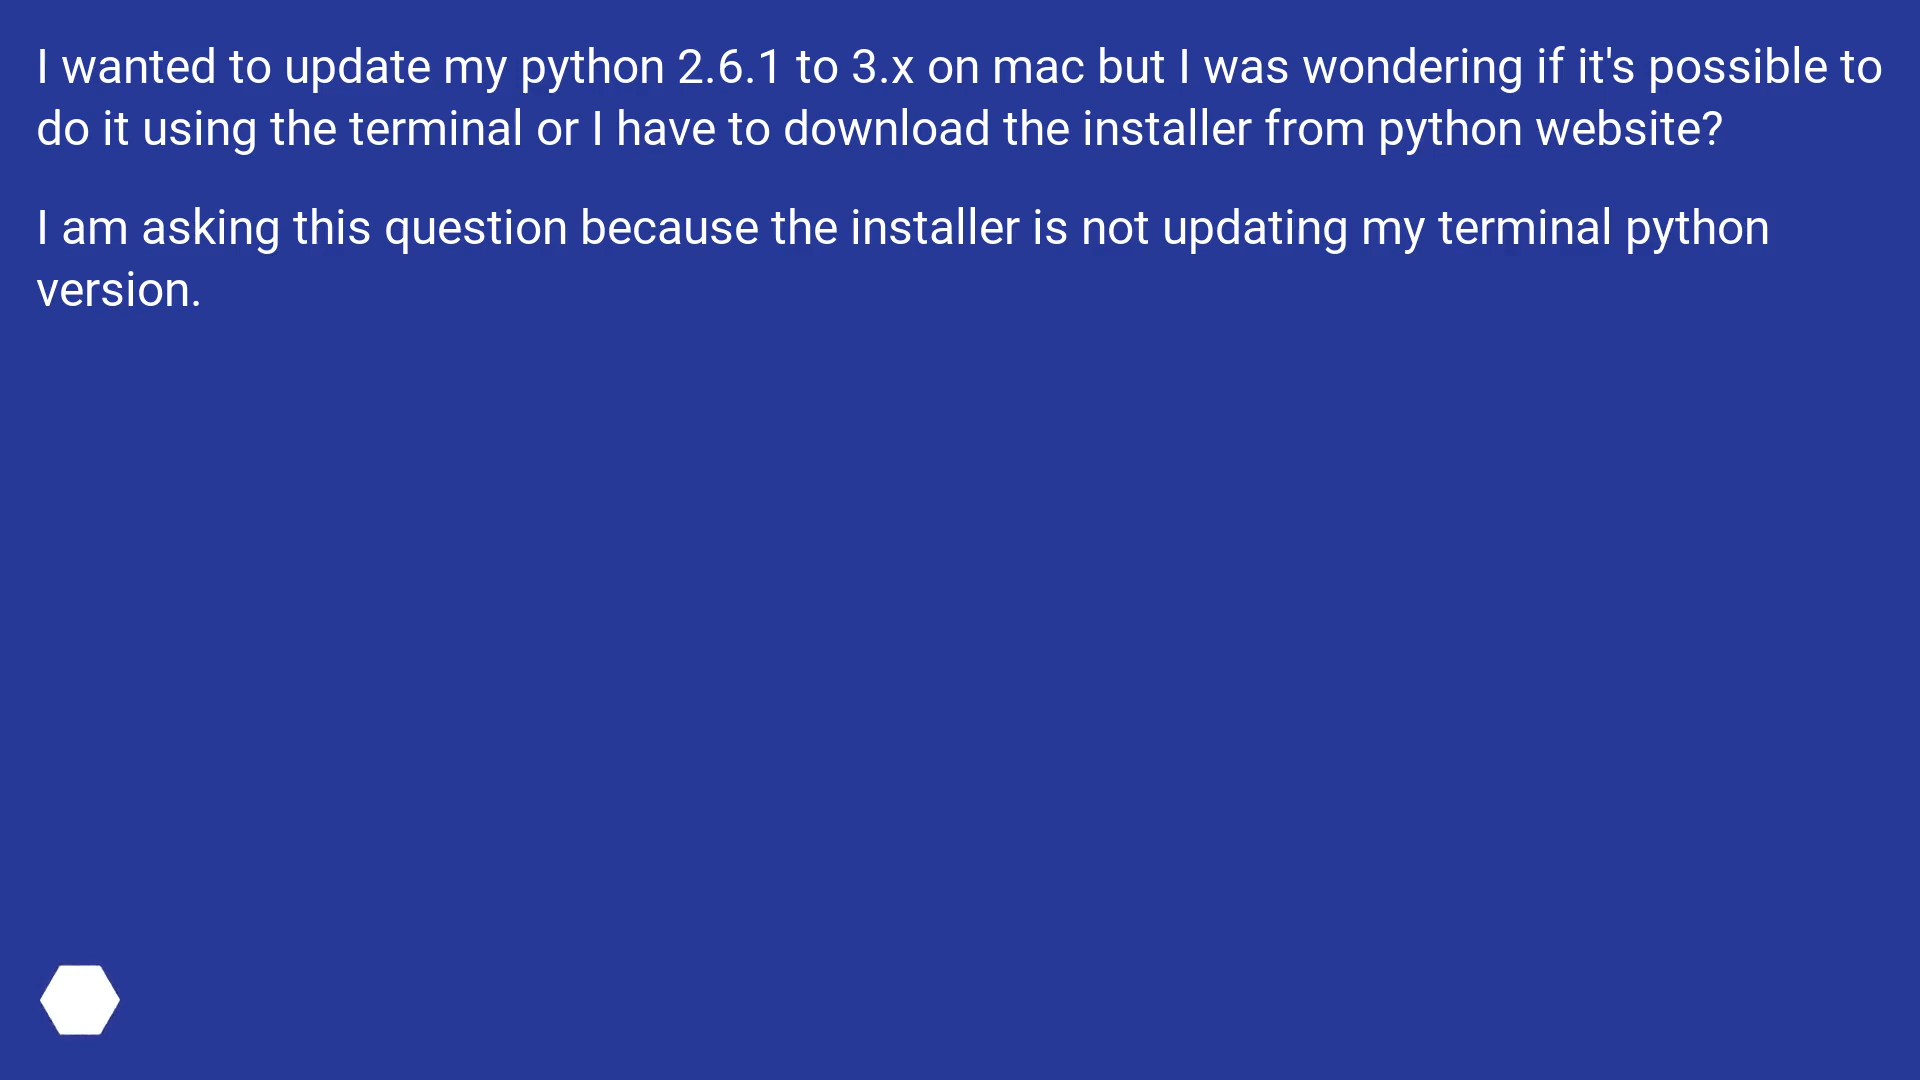 I wanted to update my python 2.6.1 to 3.x on mac but I was wondering if it's possible to
do it using the terminal or I have to download the installer from python website?
I am asking this question because the installer is not updating my terminal python
version.